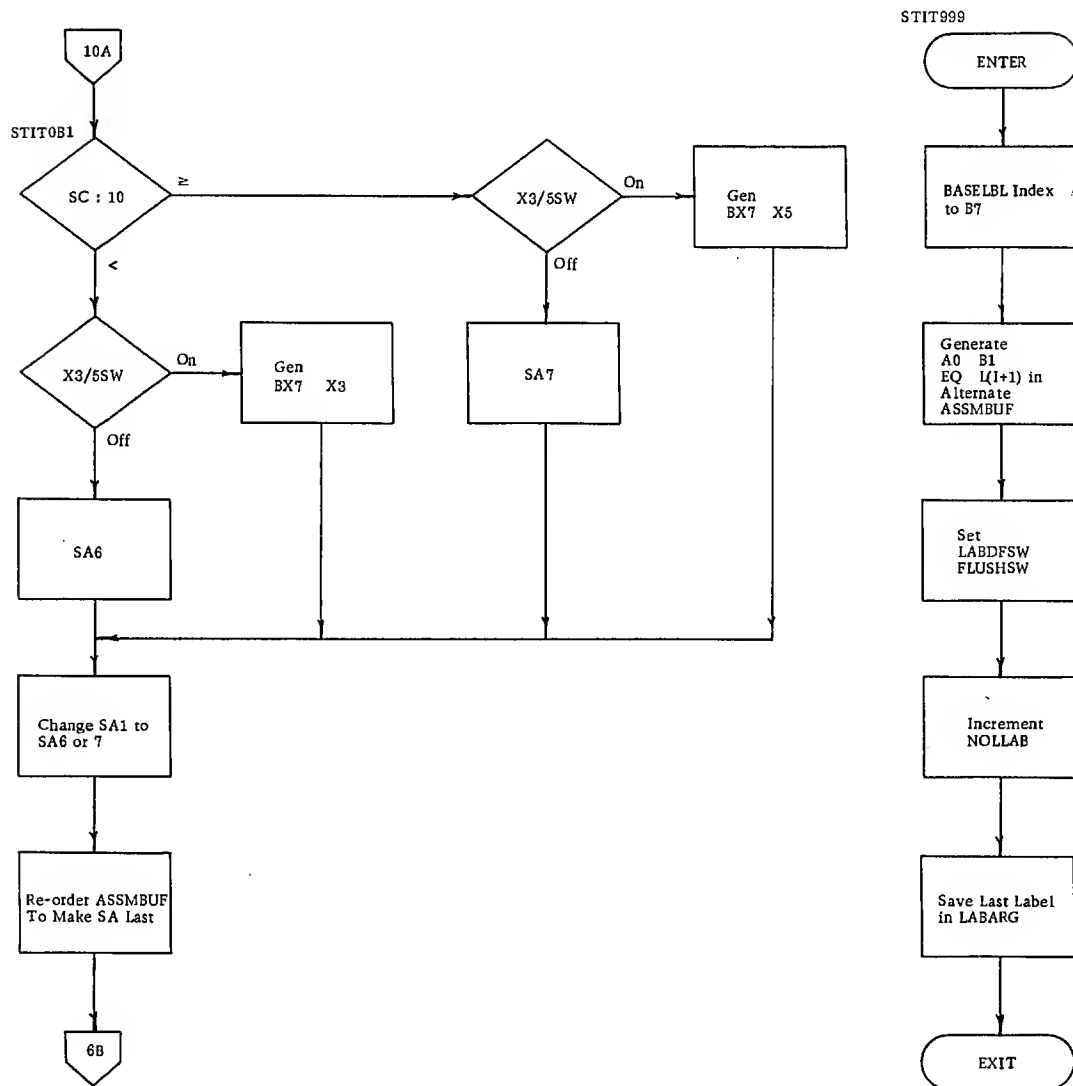 10A
STIT0B1
SC : 10
≥
<
X3/5SW
On
Off
Gen
BX7 X5
SA7
X3/5SW
On
Off
Gen
BX7 X3
SA6
Change SA1 to
SA6 or 7
Re-order ASSMBUF
To Make SA Last
6B
STIT999
ENTER
BASELBL Index
to B7
Generate
A0 B1
EQ L(I+1) in
Alternate
ASSMBUF
Set
LABDFSW
FLUSHSW
Increment
NOLLAB
Save Last Label
in LABARG
EXIT